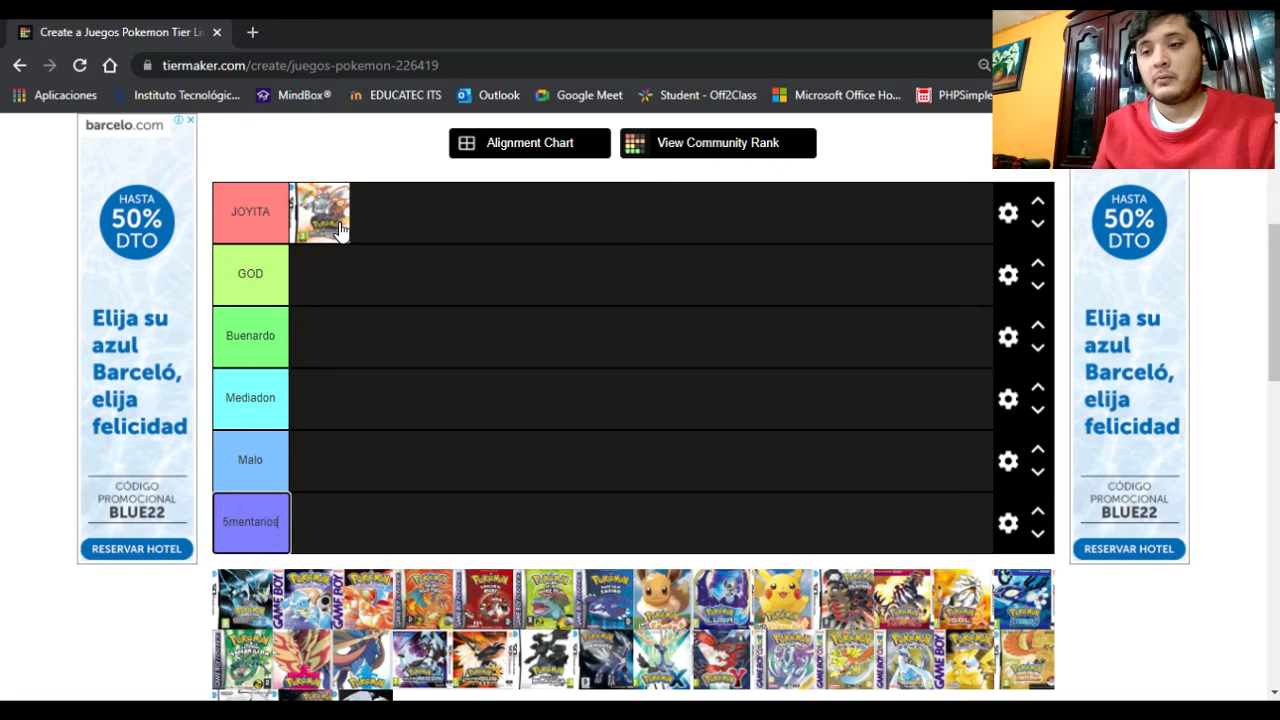 Create a Juegos Pokemon Tier Li
tiermaker.com/create/juegos-pokemon-226419
Aplicaciones
Instituto Tecnológic...
MindBox®
EDUCATEC ITS
Outlook
Google Meet
Student - Off2Class
Microsoft Office Ho...
PHPSimple
barcelo.com
HASTA
50%
DTO
Elija su
azul
Barceló,
elija
felicidad
CÓDIGO
PROMOCIONAL
BLUE22
RESERVAR HOTEL
Alignment Chart
View Community Rank
JOYITA
GOD
Buenardo
Mediadon
Malo
5mentarios
HASTA
50%
DTO
Elija su
azul
Barceló,
elija
felicidad
CÓDIGO
PROMOCIONAL
BLUE22
RESERVAR HOTEL